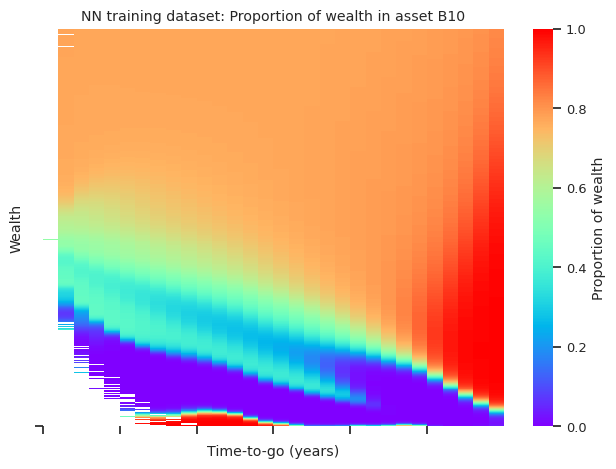 NN training dataset: Proportion of wealth in asset B10
Wealth
Time-to-go (years)
1.0
0.8
0.6
0.4
0.2
0.0
Proportion of wealth